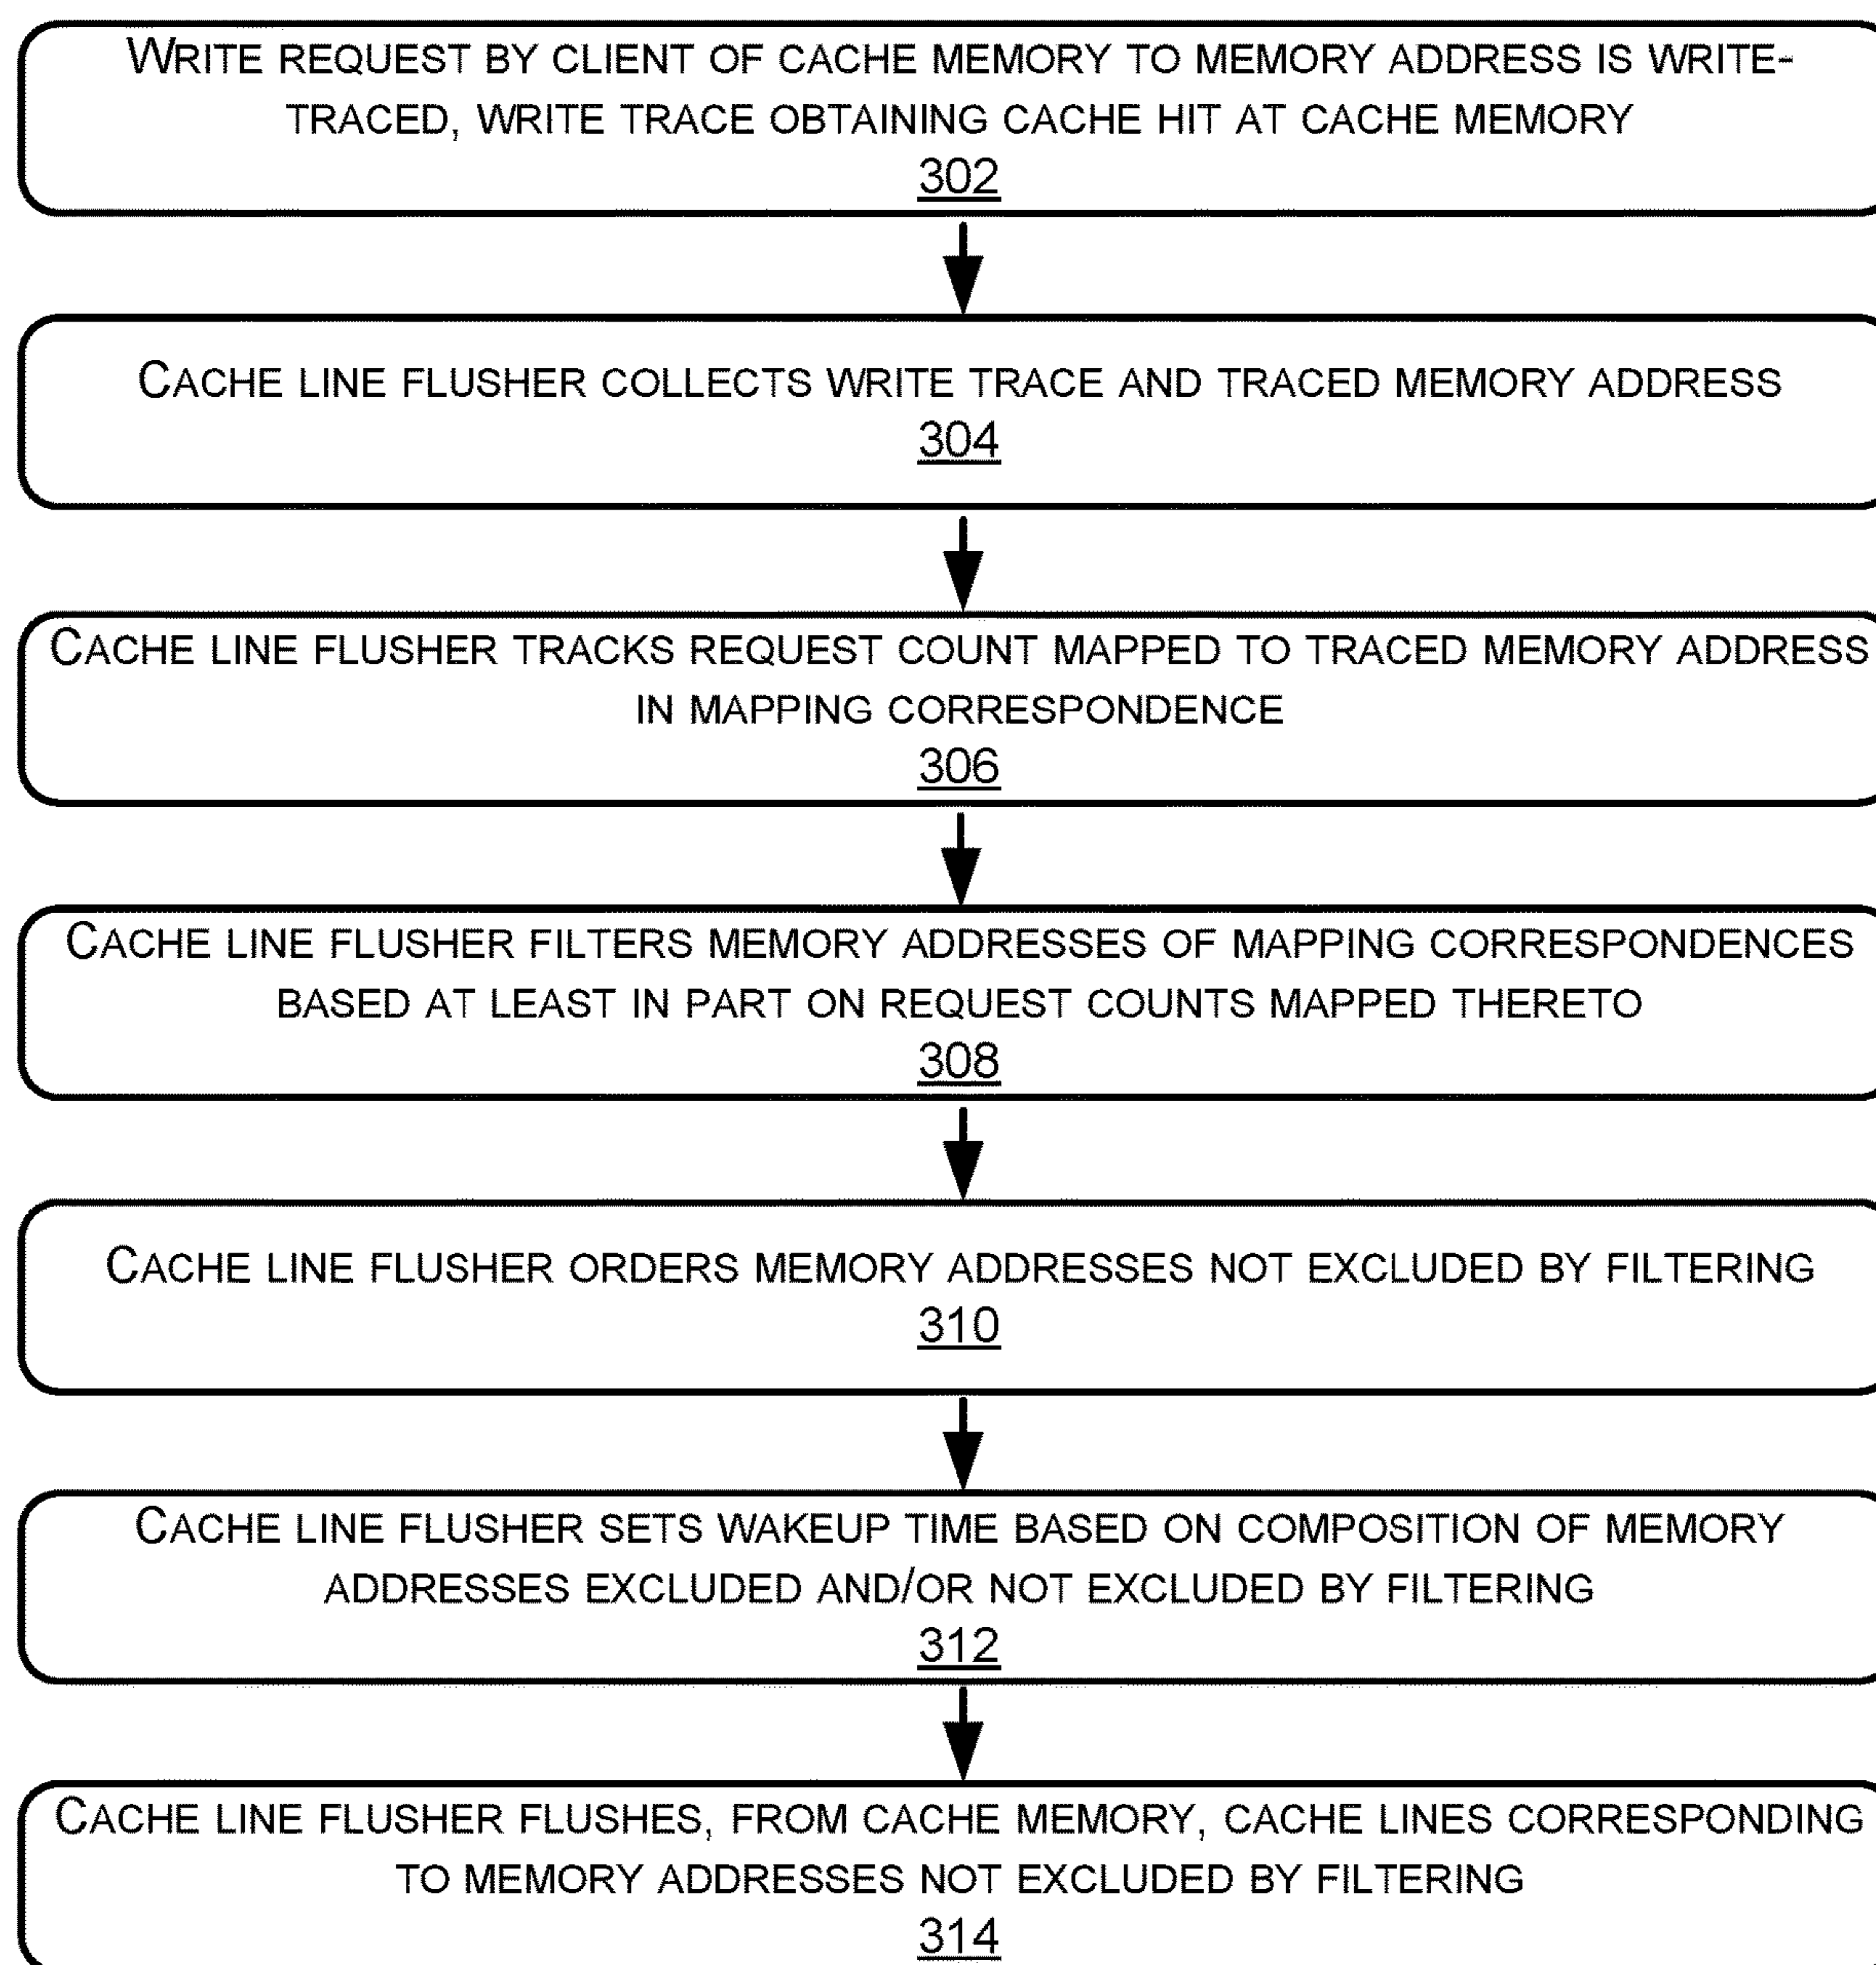 WRITE REQUEST BY CLIENT OF CACHE MEMORY TO MEMORY ADDRESS IS WRITE-
TRACED, WRITE TRACE OBTAINING CACHE HIT AT CACHE MEMORY
302
CACHE LINE FLUSHER COLLECTS WRITE TRACE AND TRACED MEMORY ADDRESS
304
CACHE LINE FLUSHER TRACKS REQUEST COUNT MAPPED TO TRACED MEMORY ADDRESS
IN MAPPING CORRESPONDENCE
306
CACHE LINE FLUSHER FILTERS MEMORY ADDRESSES OF MAPPING CORRESPONDENCES
BASED AT LEAST IN PART ON REQUEST COUNTS MAPPED THERETO
308
CACHE LINE FLUSHER ORDERS MEMORY ADDRESSES NOT EXCLUDED BY FILTERING
310
CACHE LINE FLUSHER SETS WAKEUP TIME BASED ON COMPOSITION OF MEMORY
ADDRESSES EXCLUDED AND/OR NOT EXCLUDED BY FILTERING
312
CACHE LINE FLUSHER FLUSHES, FROM CACHE MEMORY, CACHE LINES CORRESPONDING
TO MEMORY ADDRESSES NOT EXCLUDED BY FILTERING
314